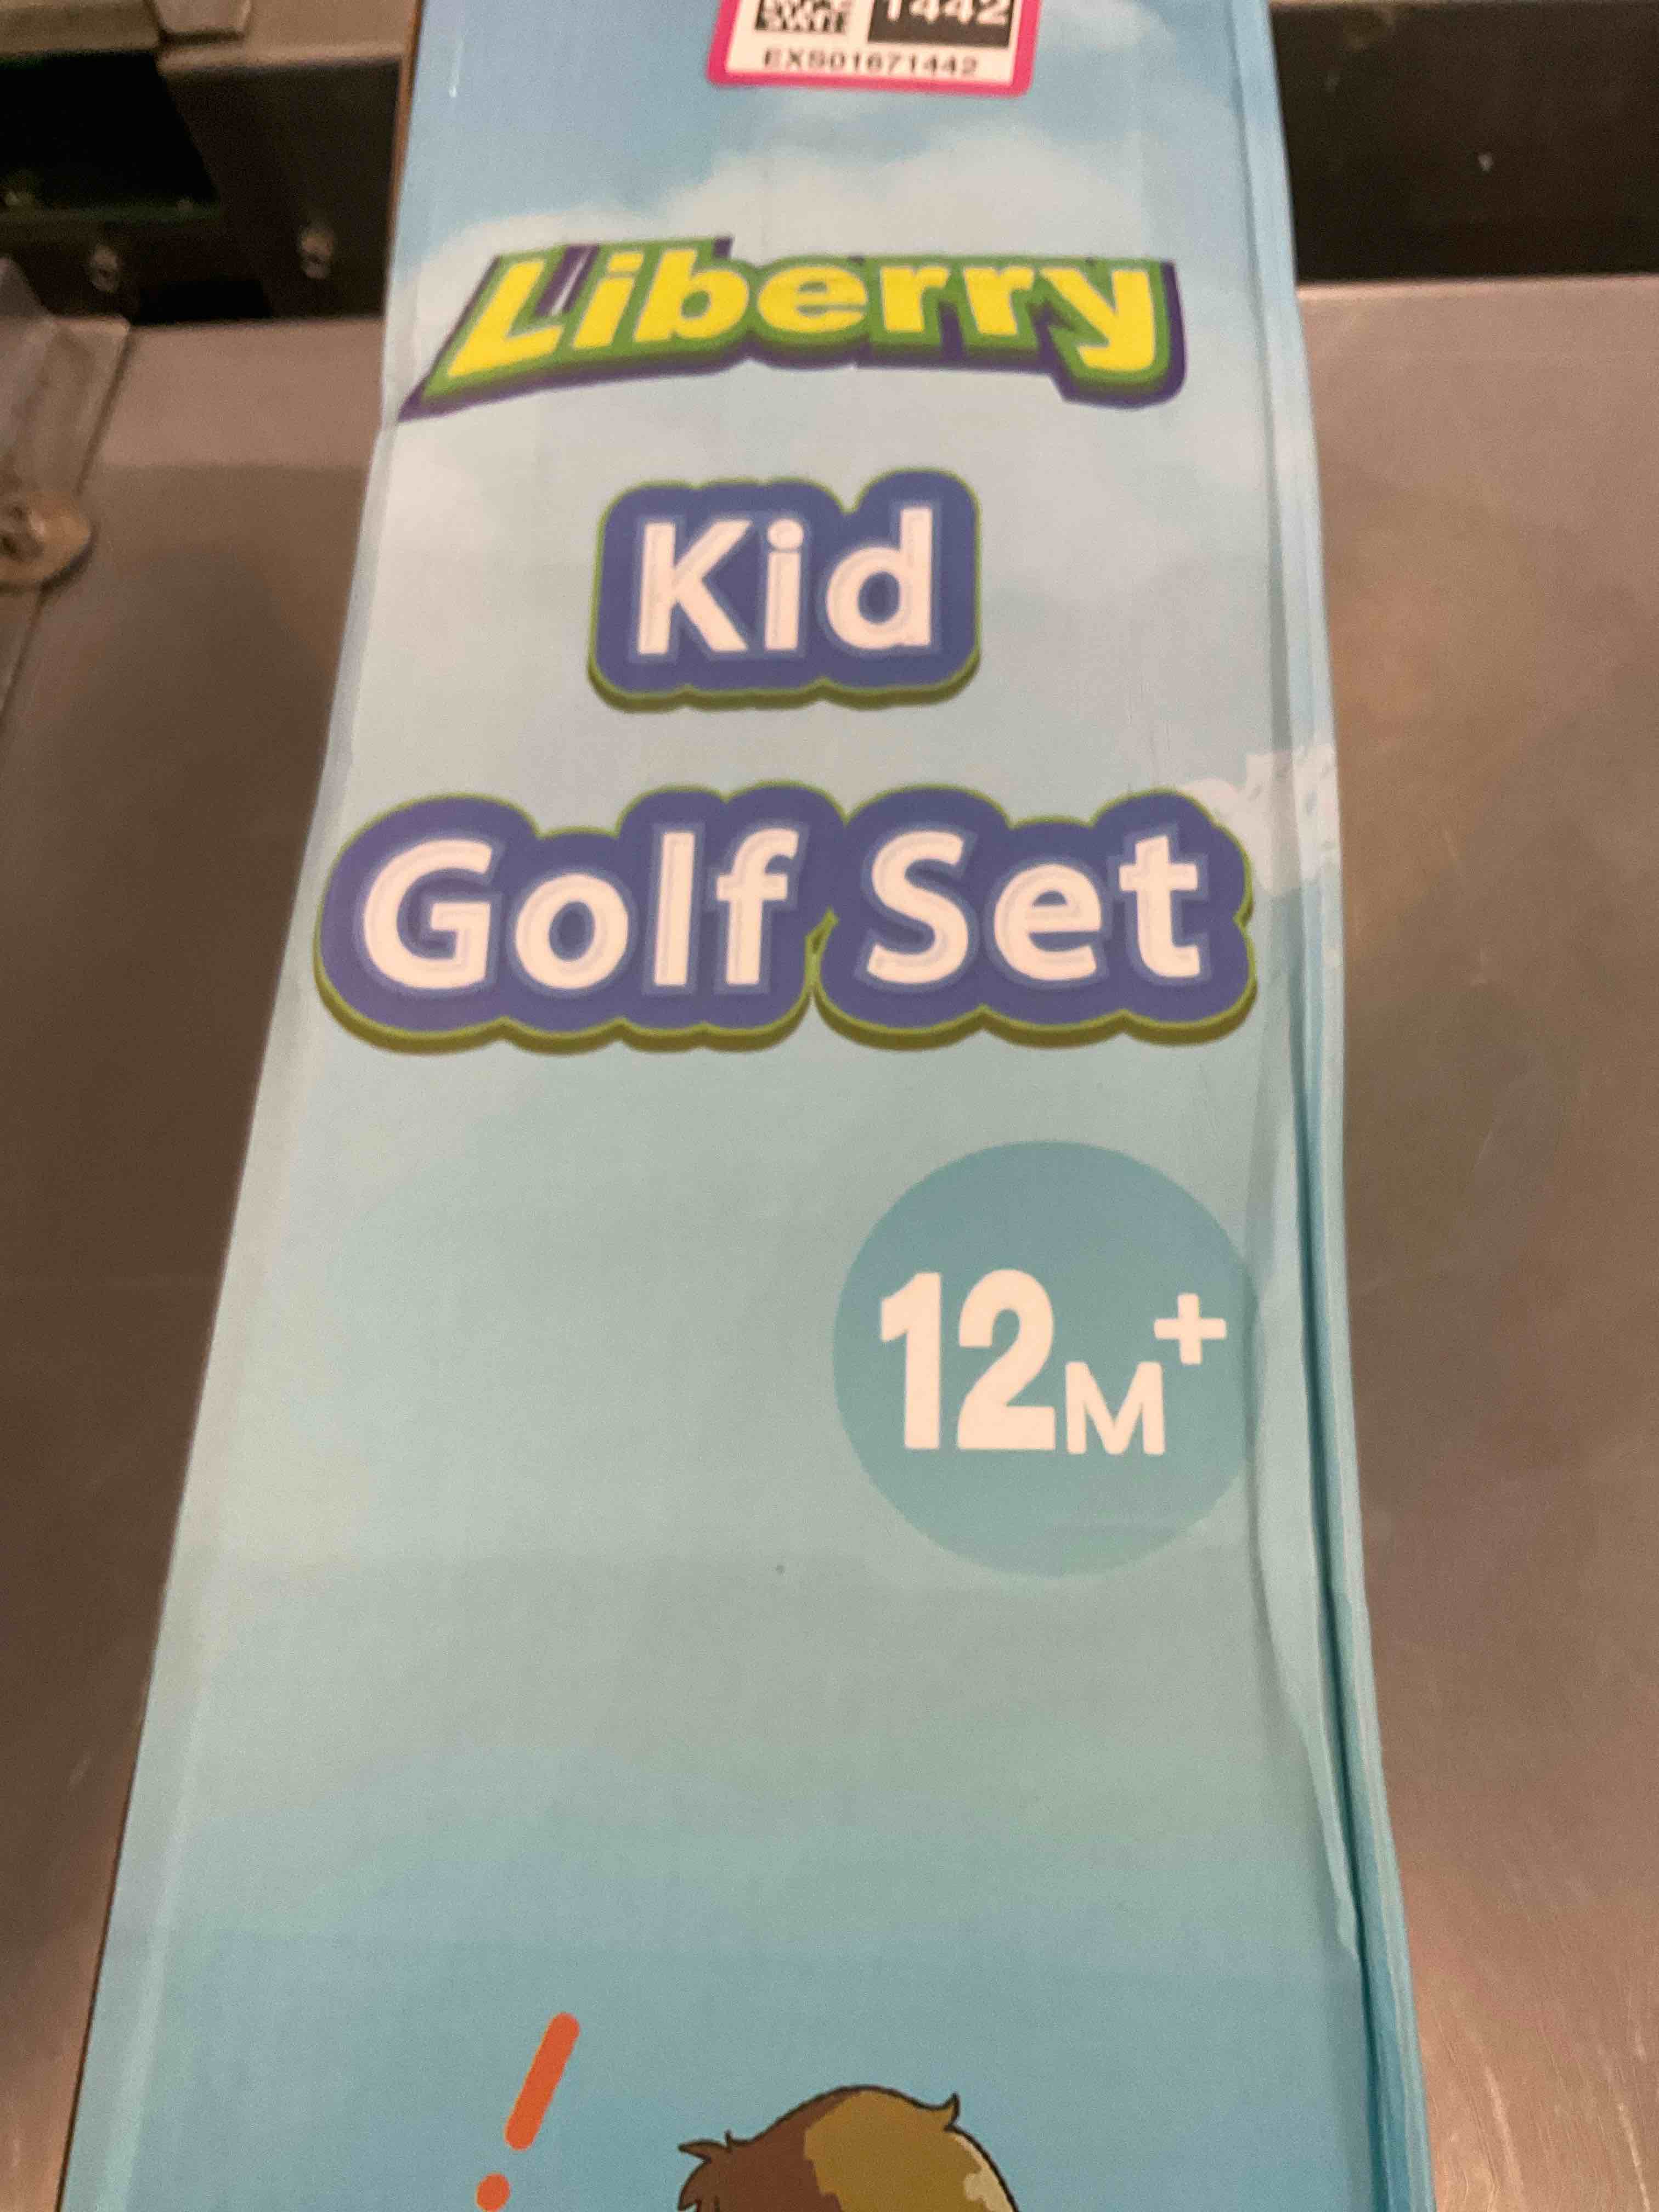 1442
EXS01671442
Liberry
Kid
Golf Set
12M+
!